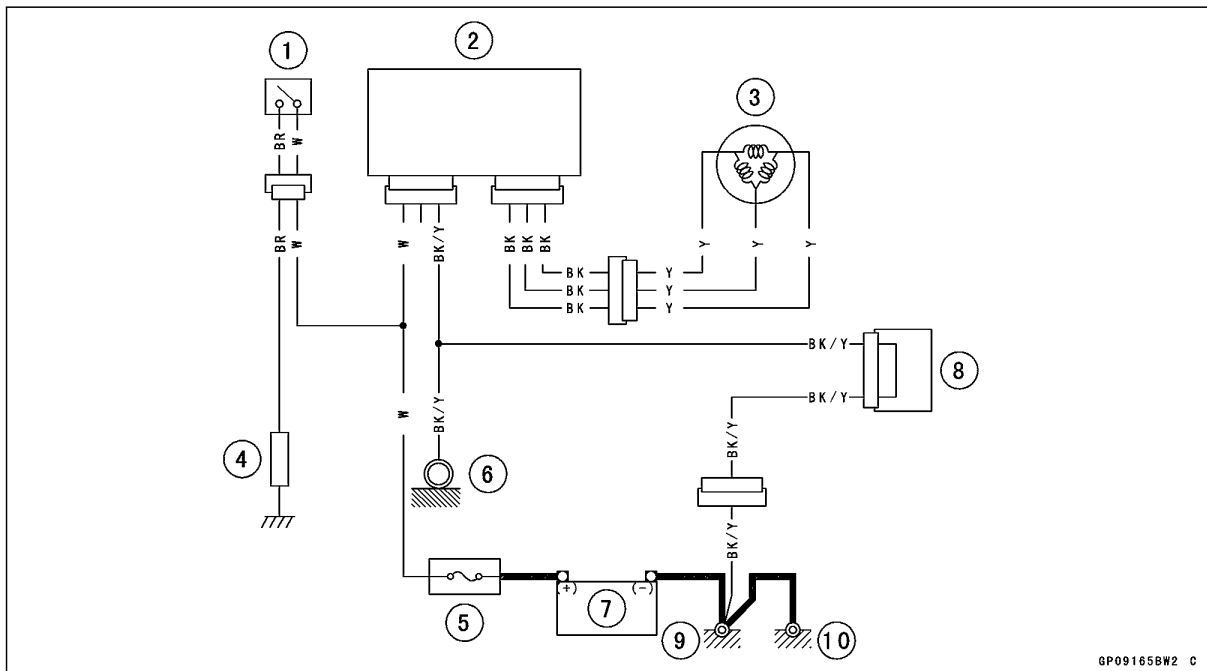 1
2
3
BR W
BR W
W BK/Y
BK BK BK
Y Y Y
BK Y
BK Y
BK Y
BK/Y
BK/Y
8
W BK/Y
BK/Y
4
6
BK/Y
5
(+) (-)
7
9
10
GP09165BW2 C